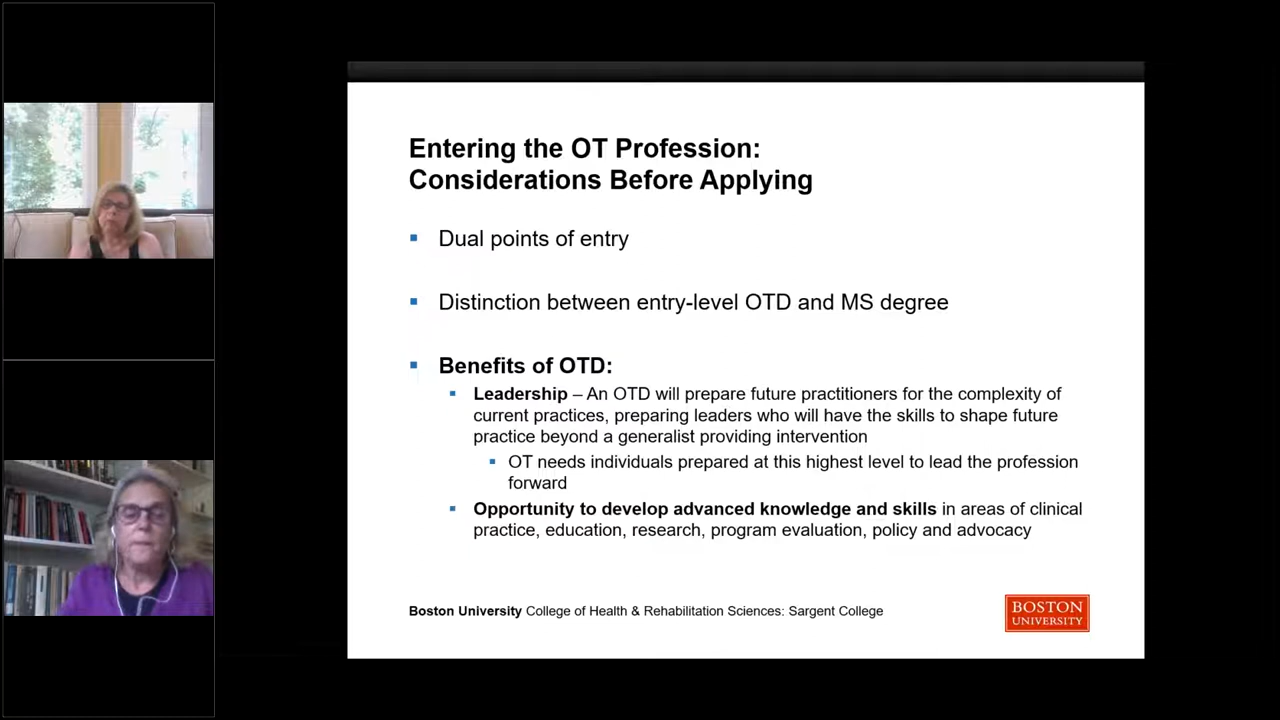 Entering the OT Profession:
Considerations Before Applying
▪ Dual points of entry
▪ Distinction between entry-level OTD and MS degree
▪ Benefits of OTD:
▪ Leadership – An OTD will prepare future practitioners for the complexity of
current practices, preparing leaders who will have the skills to shape future
practice beyond a generalist providing intervention
▪ OT needs individuals prepared at this highest level to lead the profession
forward
▪ Opportunity to develop advanced knowledge and skills in areas of clinical
practice, education, research, program evaluation, policy and advocacy
Boston University College of Health & Rehabilitation Sciences: Sargent College
BOSTON
UNIVERSITY